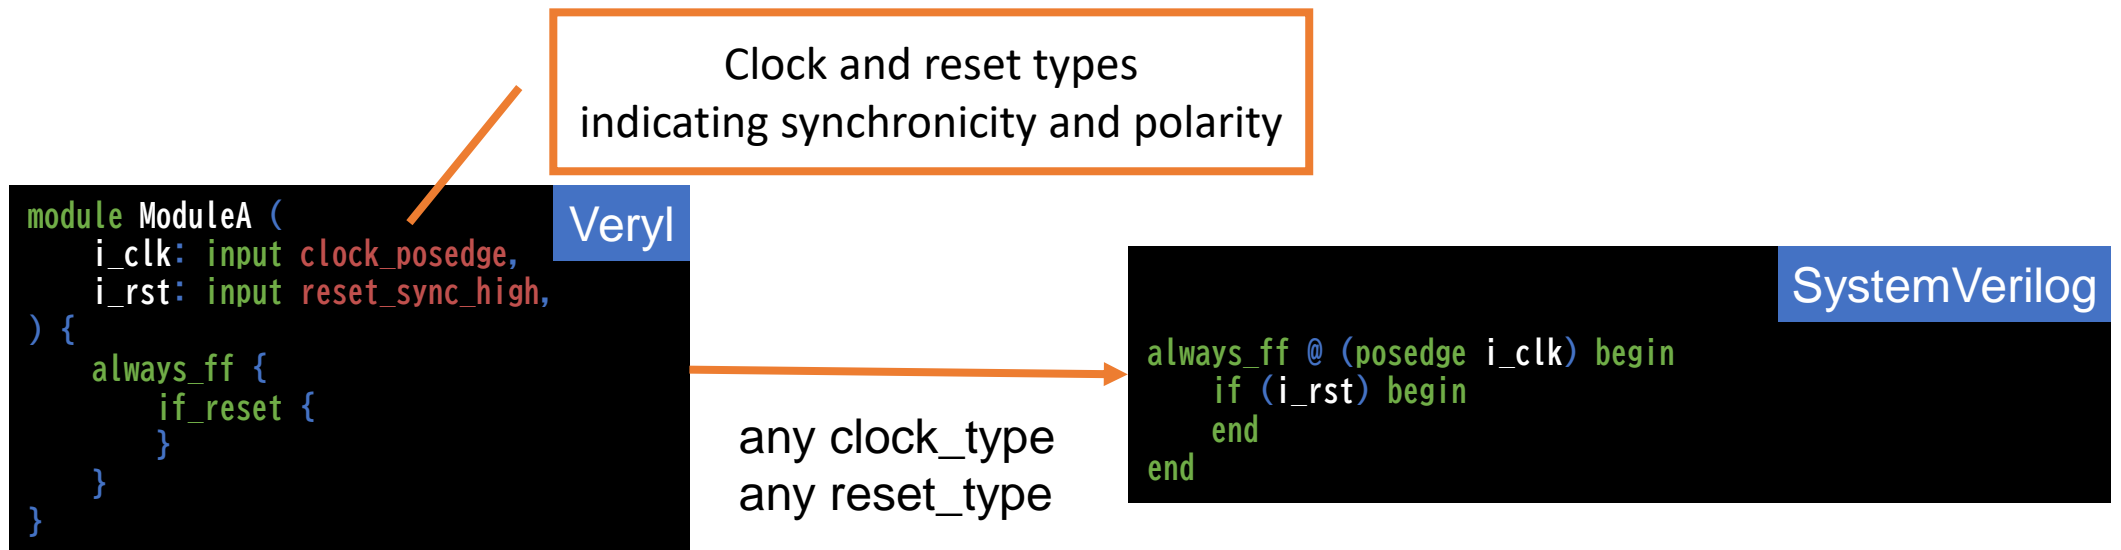 Clock and reset types
indicating synchronicity and polarity
Veryl
module ModuleA (
    i_clk: input clock_posedge,
    i_rst: input reset_sync_high,
) {
    always_ff {
        if_reset {
        }
    }
}
any clock_type
any reset_type
SystemVerilog
always_ff @ (posedge i_clk) begin
    if (i_rst) begin
    end
end